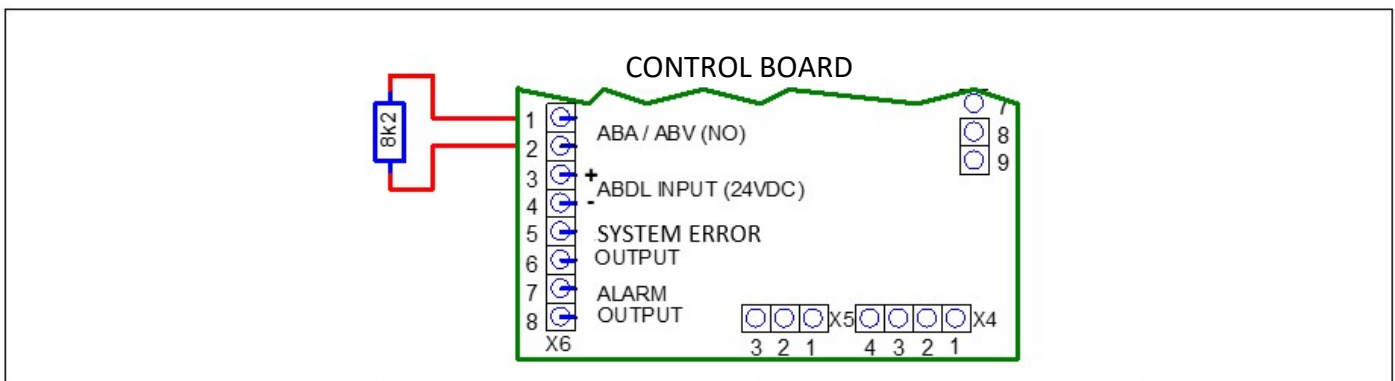 CONTROL BOARD
8k2
1
2
3
4
5
6
7
8
X6
ABA / ABV (NO)
+
ABDL INPUT (24VDC)
-
SYSTEM ERROR
OUTPUT
ALARM
OUTPUT
7
8
9
X5
X4
3 2 1 4 3 2 1